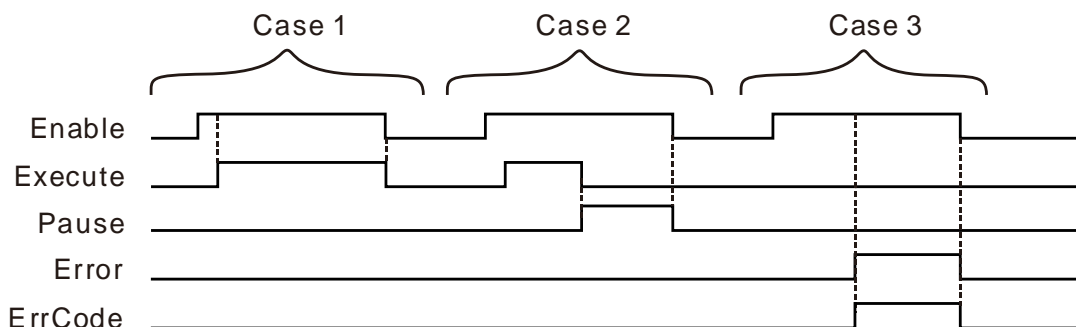 Case 1 Case 2 Case 3
Enable
Execute
Pause
Error
ErrCode